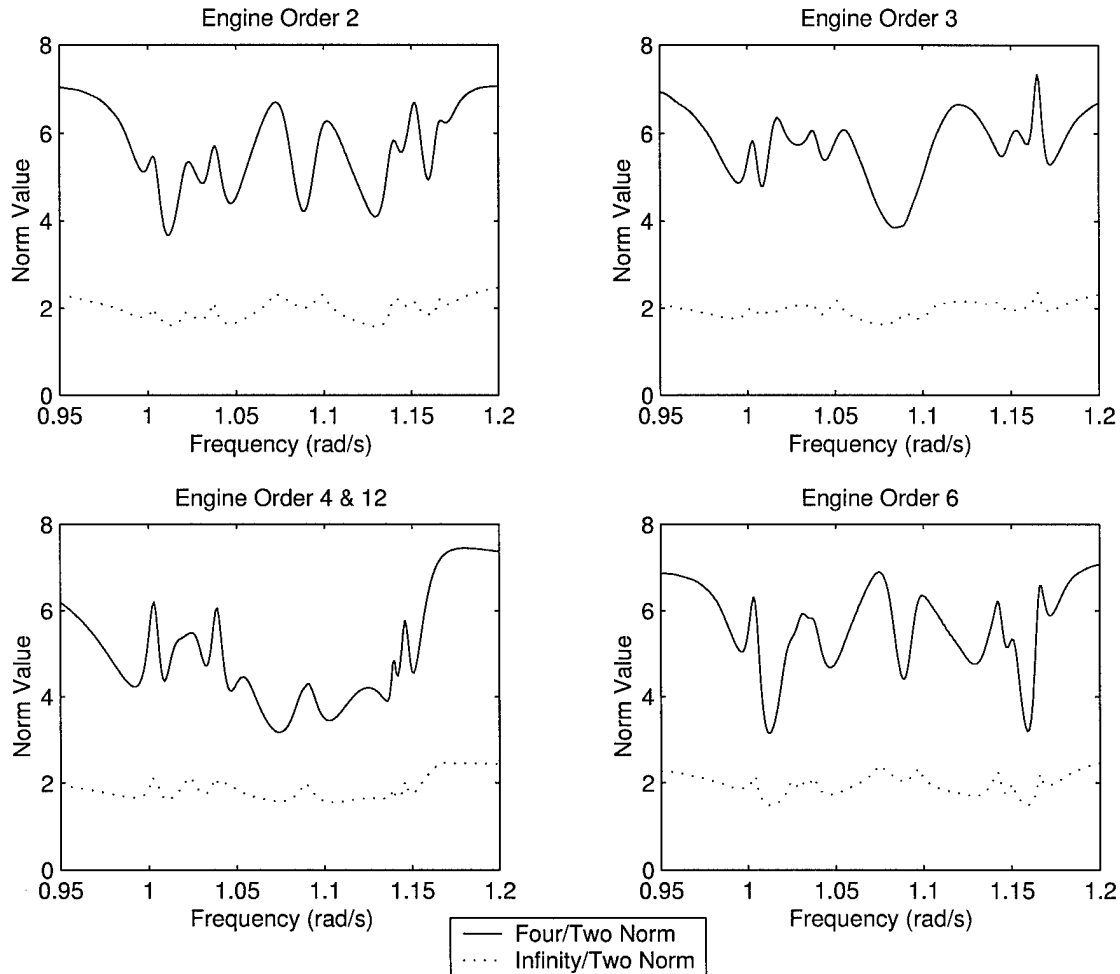 Engine Order 2
8
6
4
2
0
Norm Value
0.95 1 1.05 1.1 1.15 1.2
Frequency (rad/s)
Engine Order 3
8
6
4
2
0
Norm Value
0.95 1 1.05 1.1 1.15 1.2
Frequency (rad/s)
Engine Order 4 & 12
8
6
4
2
0
Norm Value
0.95 1 1.05 1.1 1.15 1.2
Frequency (rad/s)
Engine Order 6
8
6
4
2
0
Norm Value
0.95 1 1.05 1.1 1.15 1.2
Frequency (rad/s)
Four/Two Norm
Infinity/Two Norm